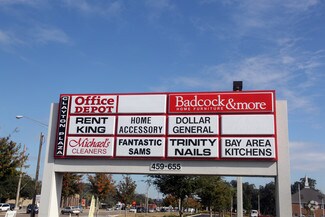 CLAYTON PLAZA
Office
DEPOT
Badcock &more
HOME FURNITURE
RENT
KING
HOME
ACCESSORY
DOLLAR
GENERAL
Michael's
CLEANERS
FANTASTIC
SAMS
TRINITY
NAILS
BAY AREA
KITCHENS
459-655